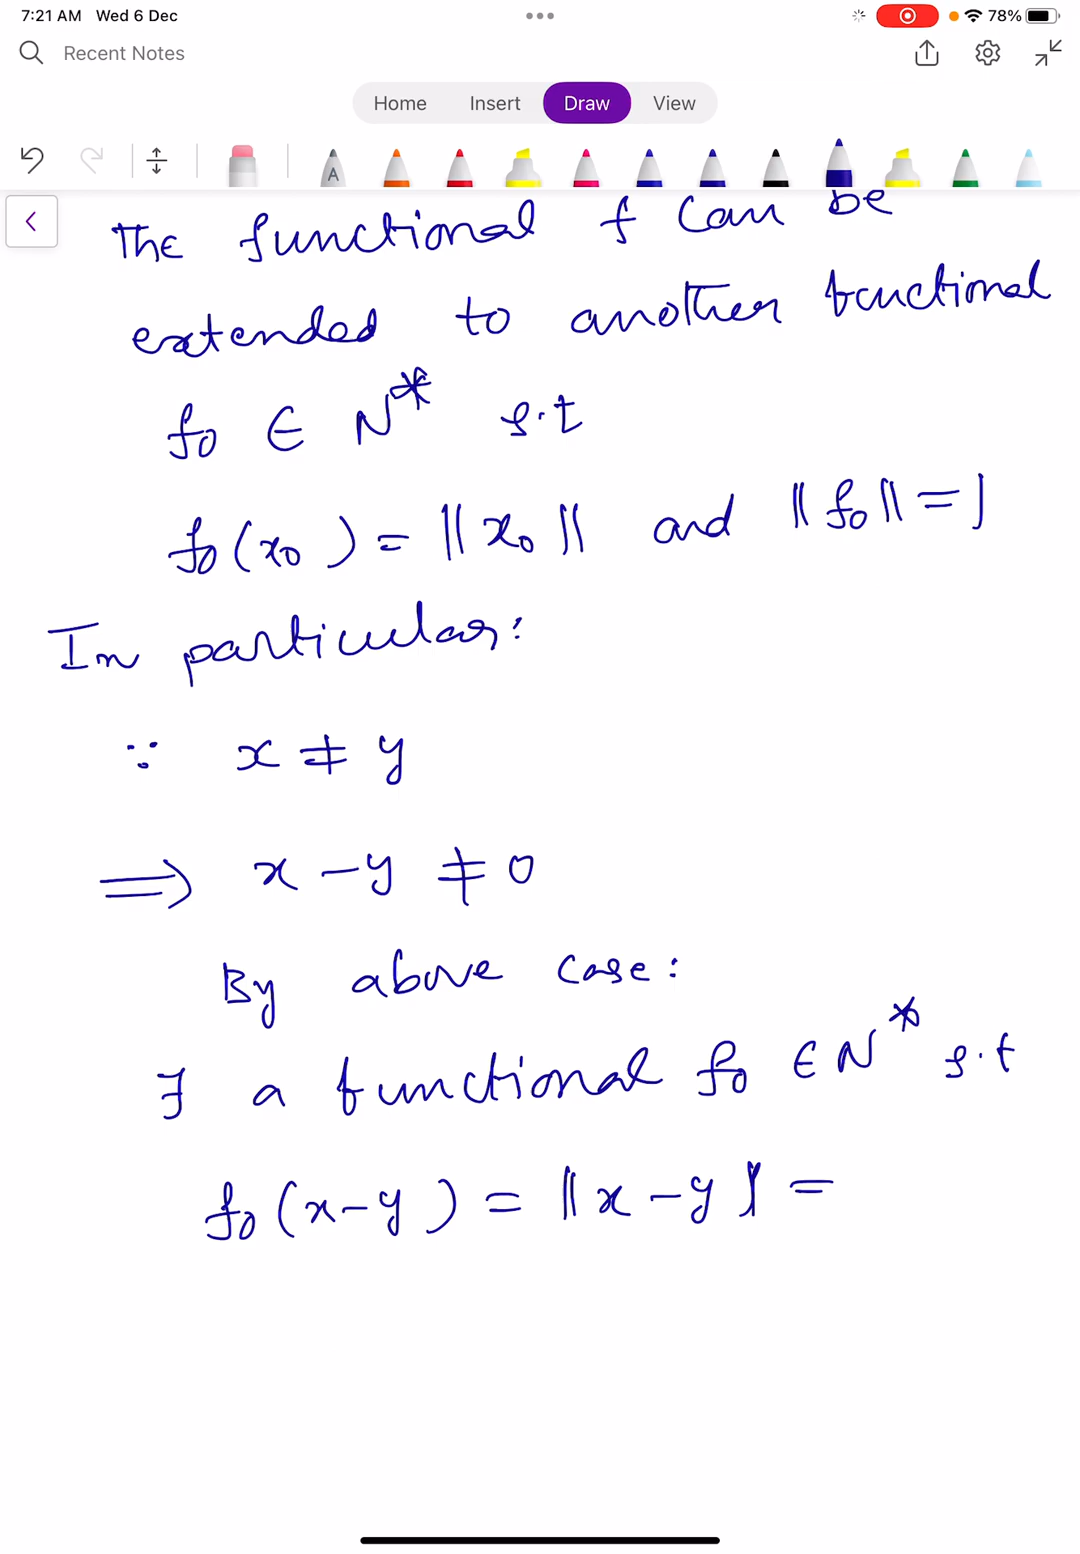 7:21 AM Wed 6 Dec
78%
Recent Notes
Home Insert Draw View
A
The functional f can be
extended to another functional
f₀ ∈ N* s.t
f₀(x₀) = ||x₀|| and ||f₀|| = 1
In particular:
∵ x ≠ y
⟹ x - y ≠ 0
By above case:
∃ a functional f₀ ∈ N* s.t
f₀(x-y) = ||x-y|| =